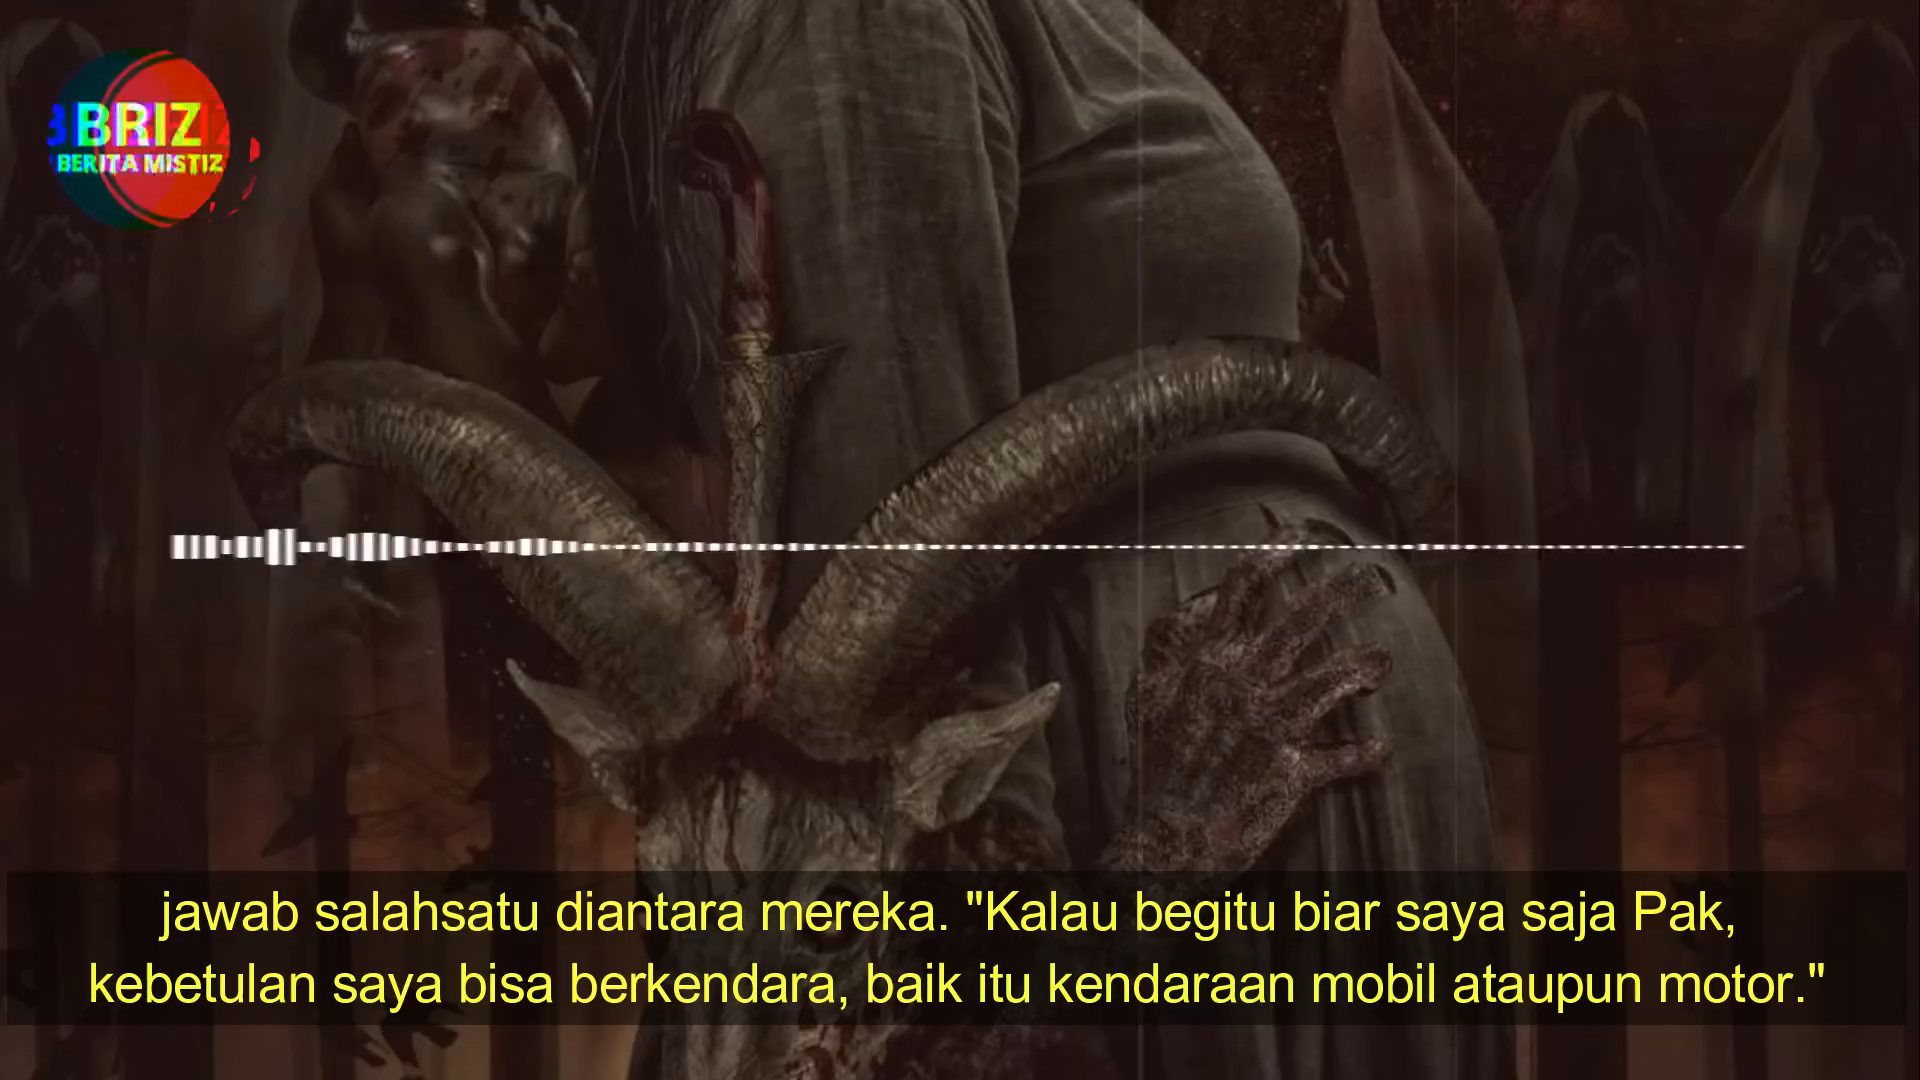 BRIZ
BERITA MISTIZ
jawab salahsatu diantara mereka. "Kalau begitu biar saya saja Pak,
kebetulan saya bisa berkendara, baik itu kendaraan mobil ataupun motor."